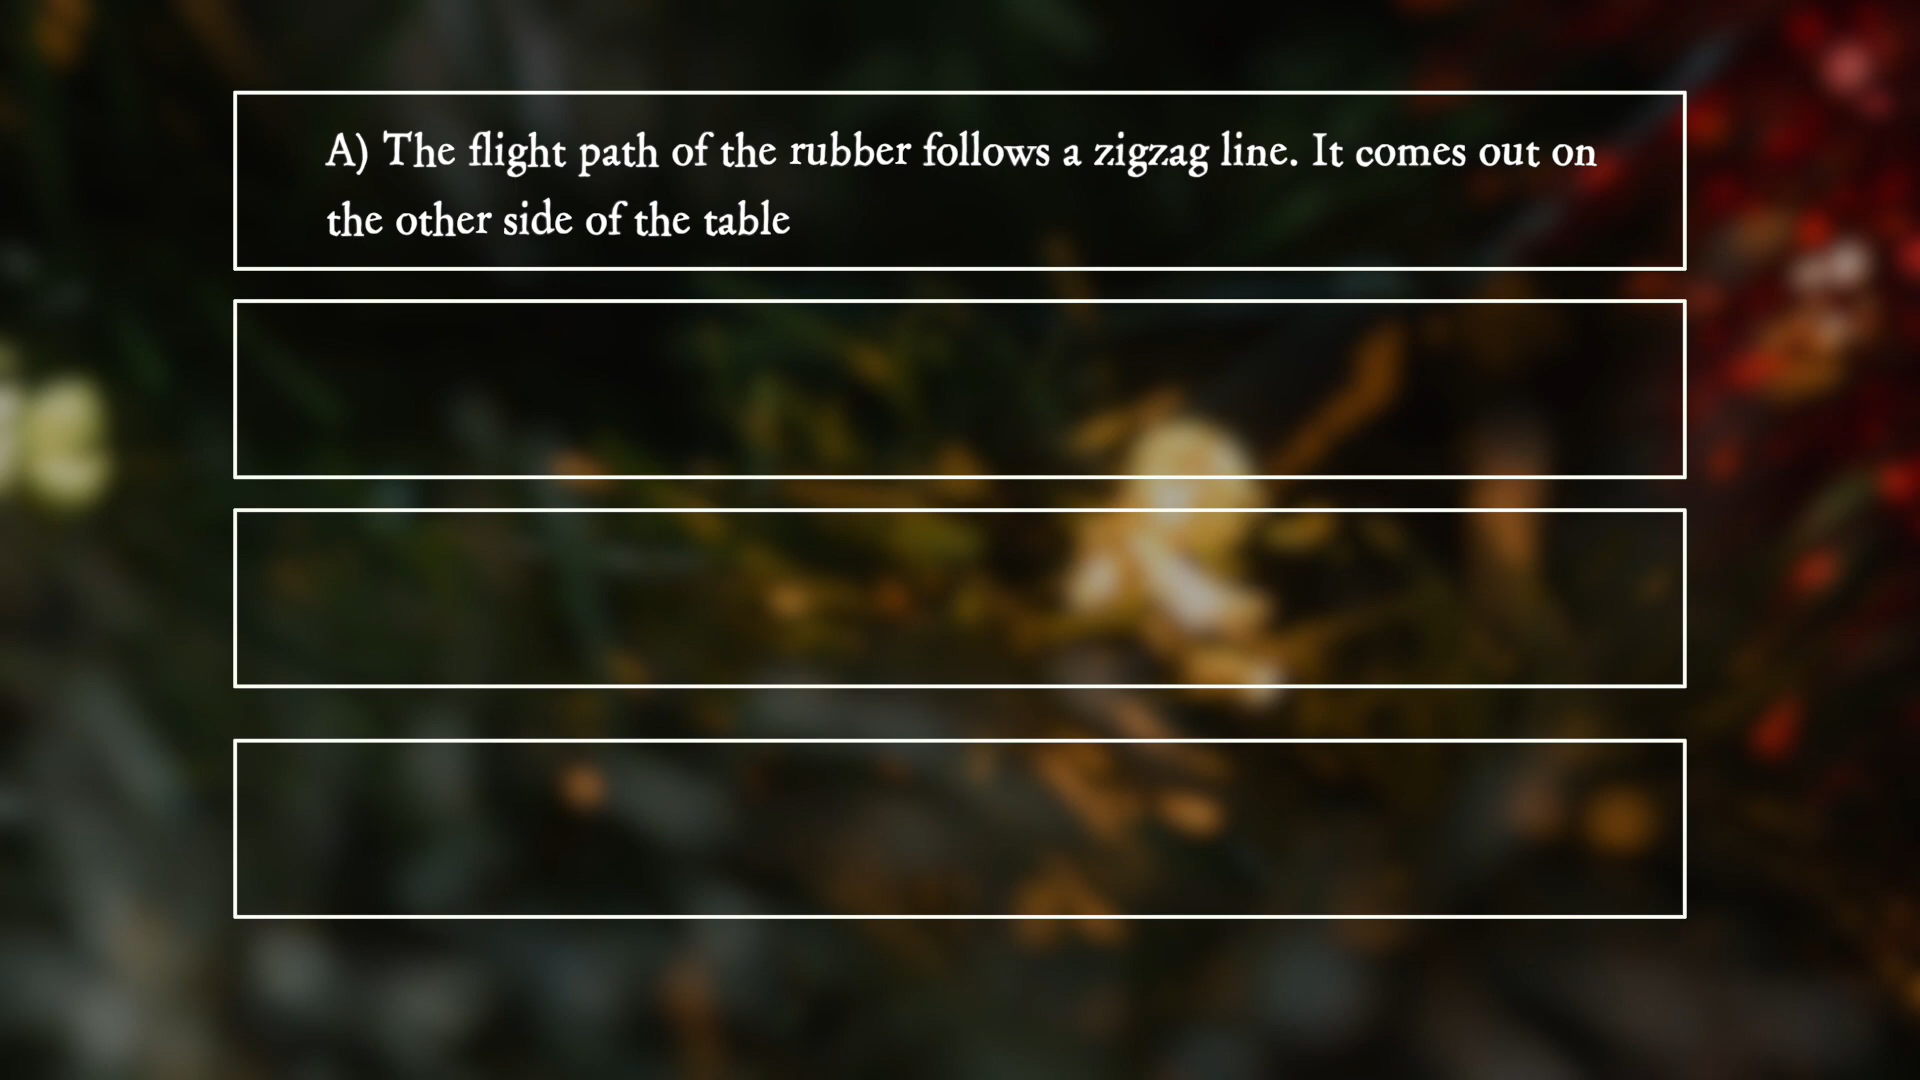 A) The flight path of the rubber follows a zigzag line. It comes out on
the other side of the table